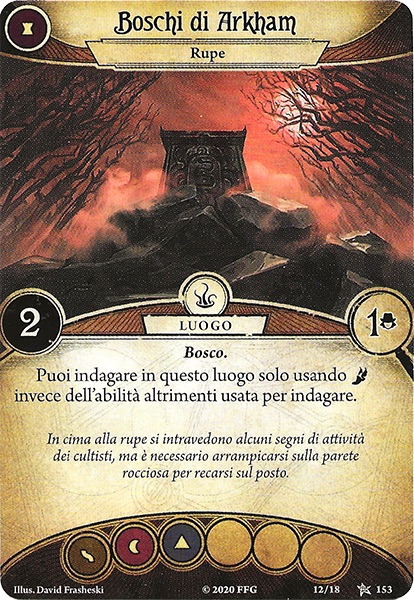 Boschi di Arkham
Rupe
2
LUOGO
1
Bosco.
Puoi indagare in questo luogo solo usando
invece dell'abilità altrimenti usata per indagare.
In cima alla rupe si intravedono alcuni segni di attività
dei cultisti, ma è necessario arrampicarsi sulla parete
rocciosa per recarsi sul posto.
Illus. David Frasheski
© 2020 FFG
12/18
153